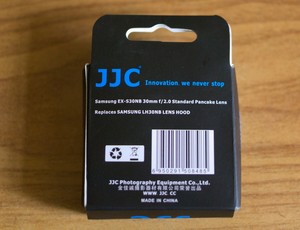 JJC Innovation. we never stop
Samsung EX-S30NB 30mm f/2.0 Standard Pancake Lens
Replaces SAMSUNG LH30NB LENS HOOD
6950291508485
JJC Photography Equipment Co.,Ltd.
WWW.JJC.CC
MADE IN CHINA